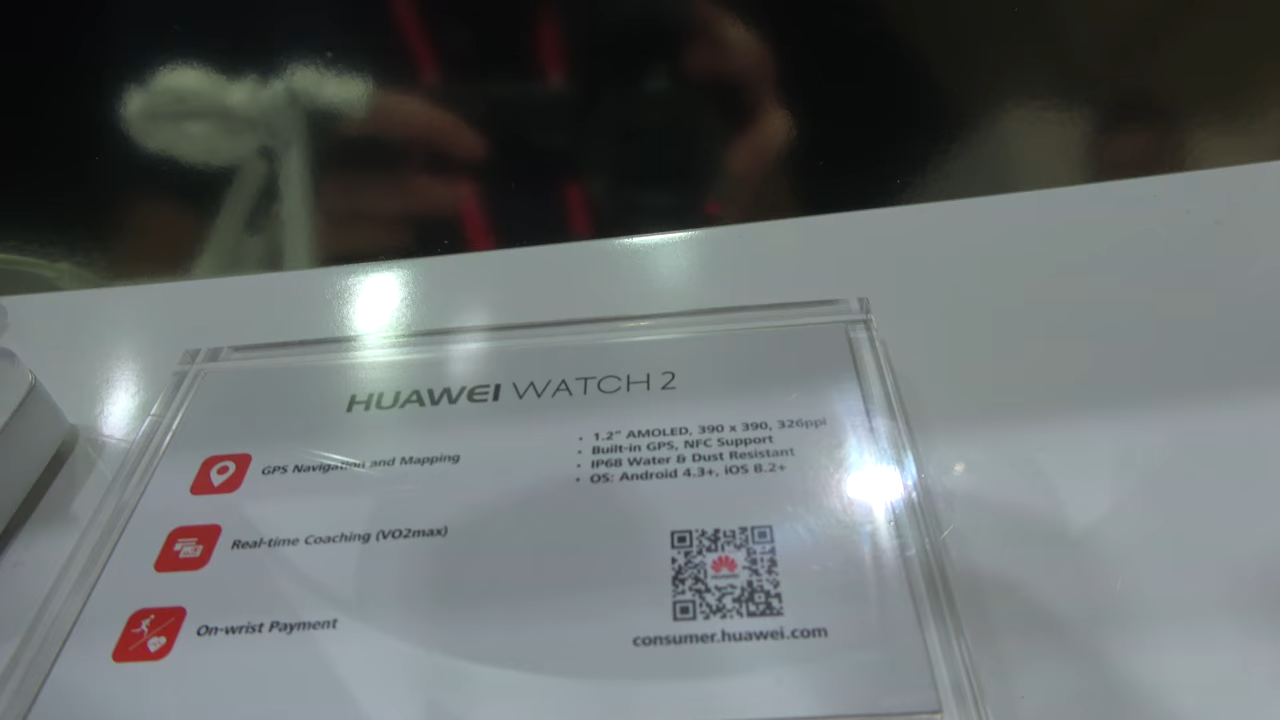 HUAWEI WATCH 2
GPS Navigation and Mapping
Real-time Coaching (VO2max)
On-wrist Payment
• 1.2" AMOLED, 390 x 390, 326ppi
• Built-in GPS, NFC Support
• IP68 Water & Dust Resistant
• OS: Android 4.3+, iOS 8.2+
HUAWEI
consumer.huawei.com